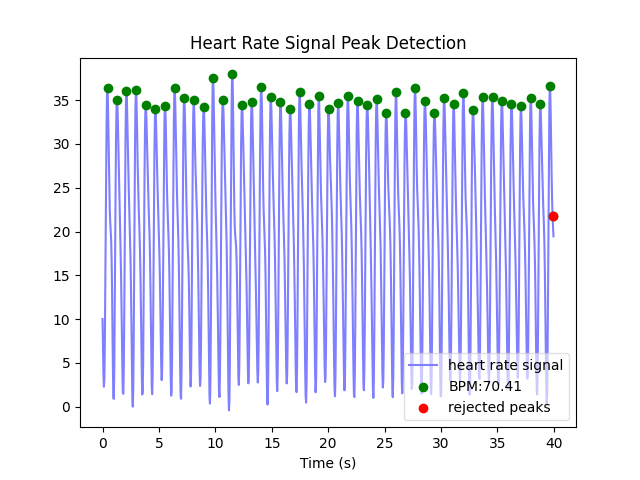 Heart Rate Signal Peak Detection
35
30
25
20
15
10
5
0
heart rate signal
BPM:70.41
rejected peaks
0 5 10 15 20 25 30 35 40
Time (s)